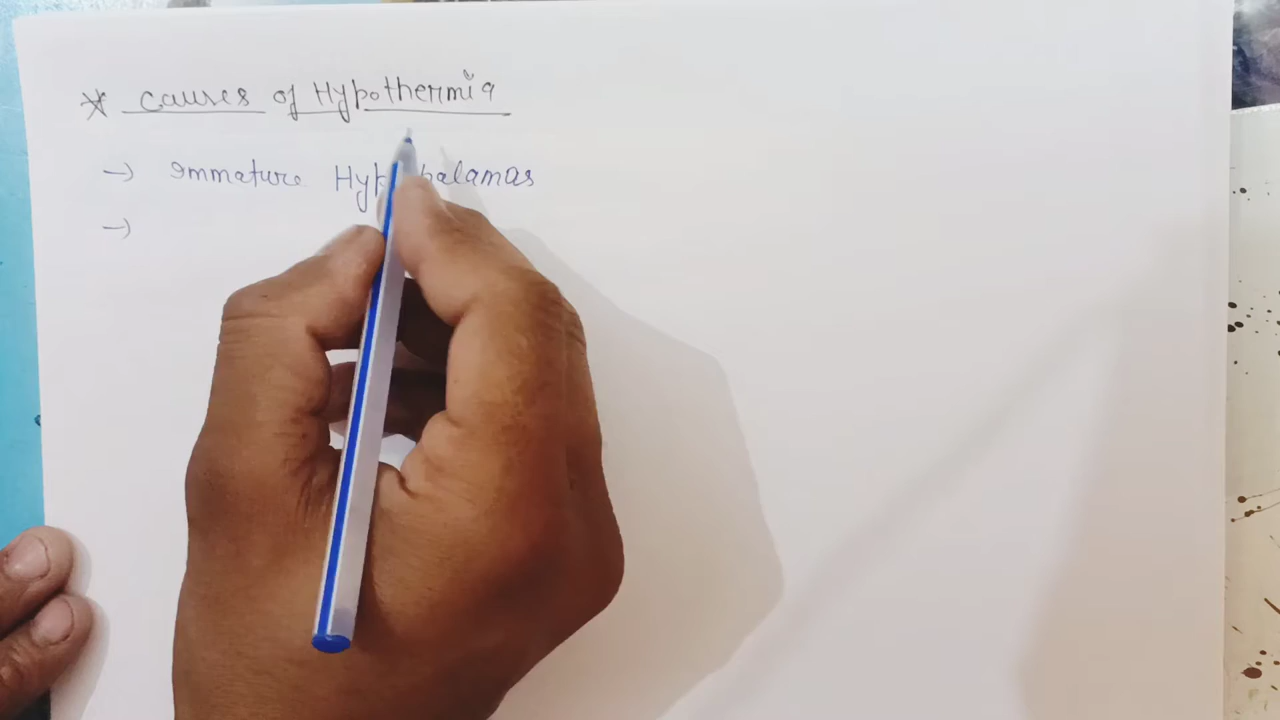 * Causes of Hypothermia
→ Immature
→